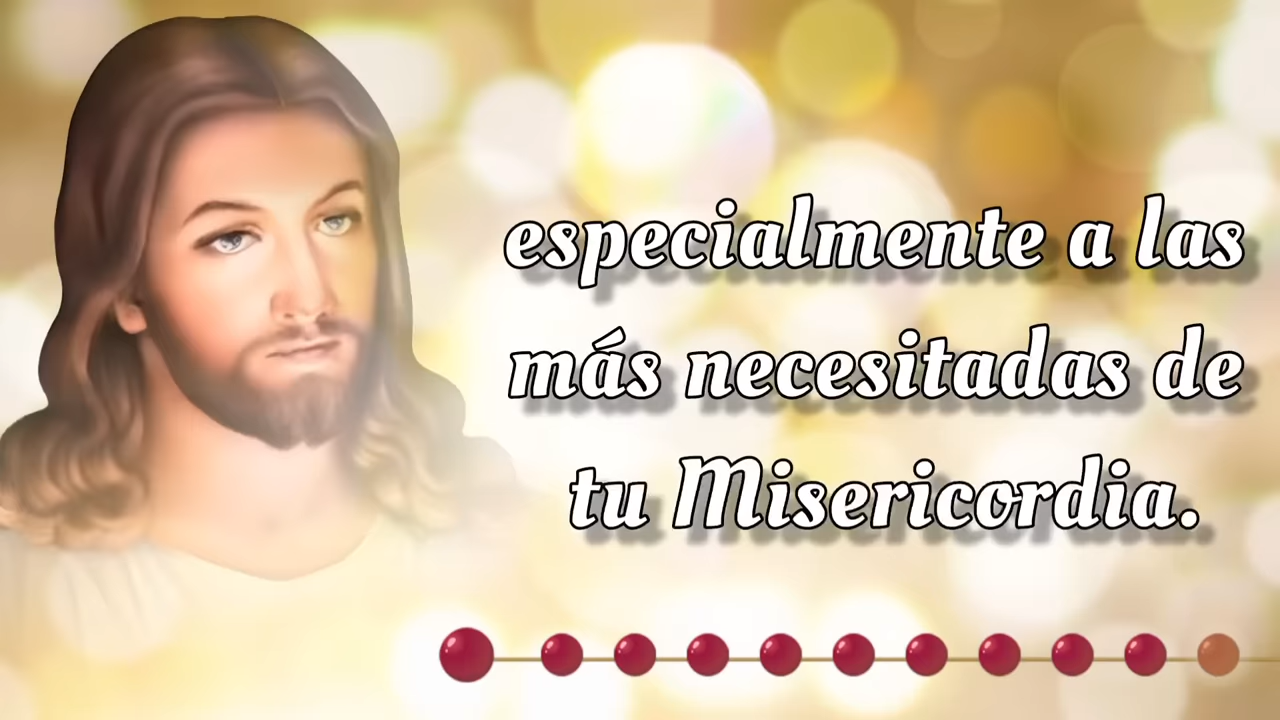 especialmente a las
más necesitadas de
tu Misericordia.